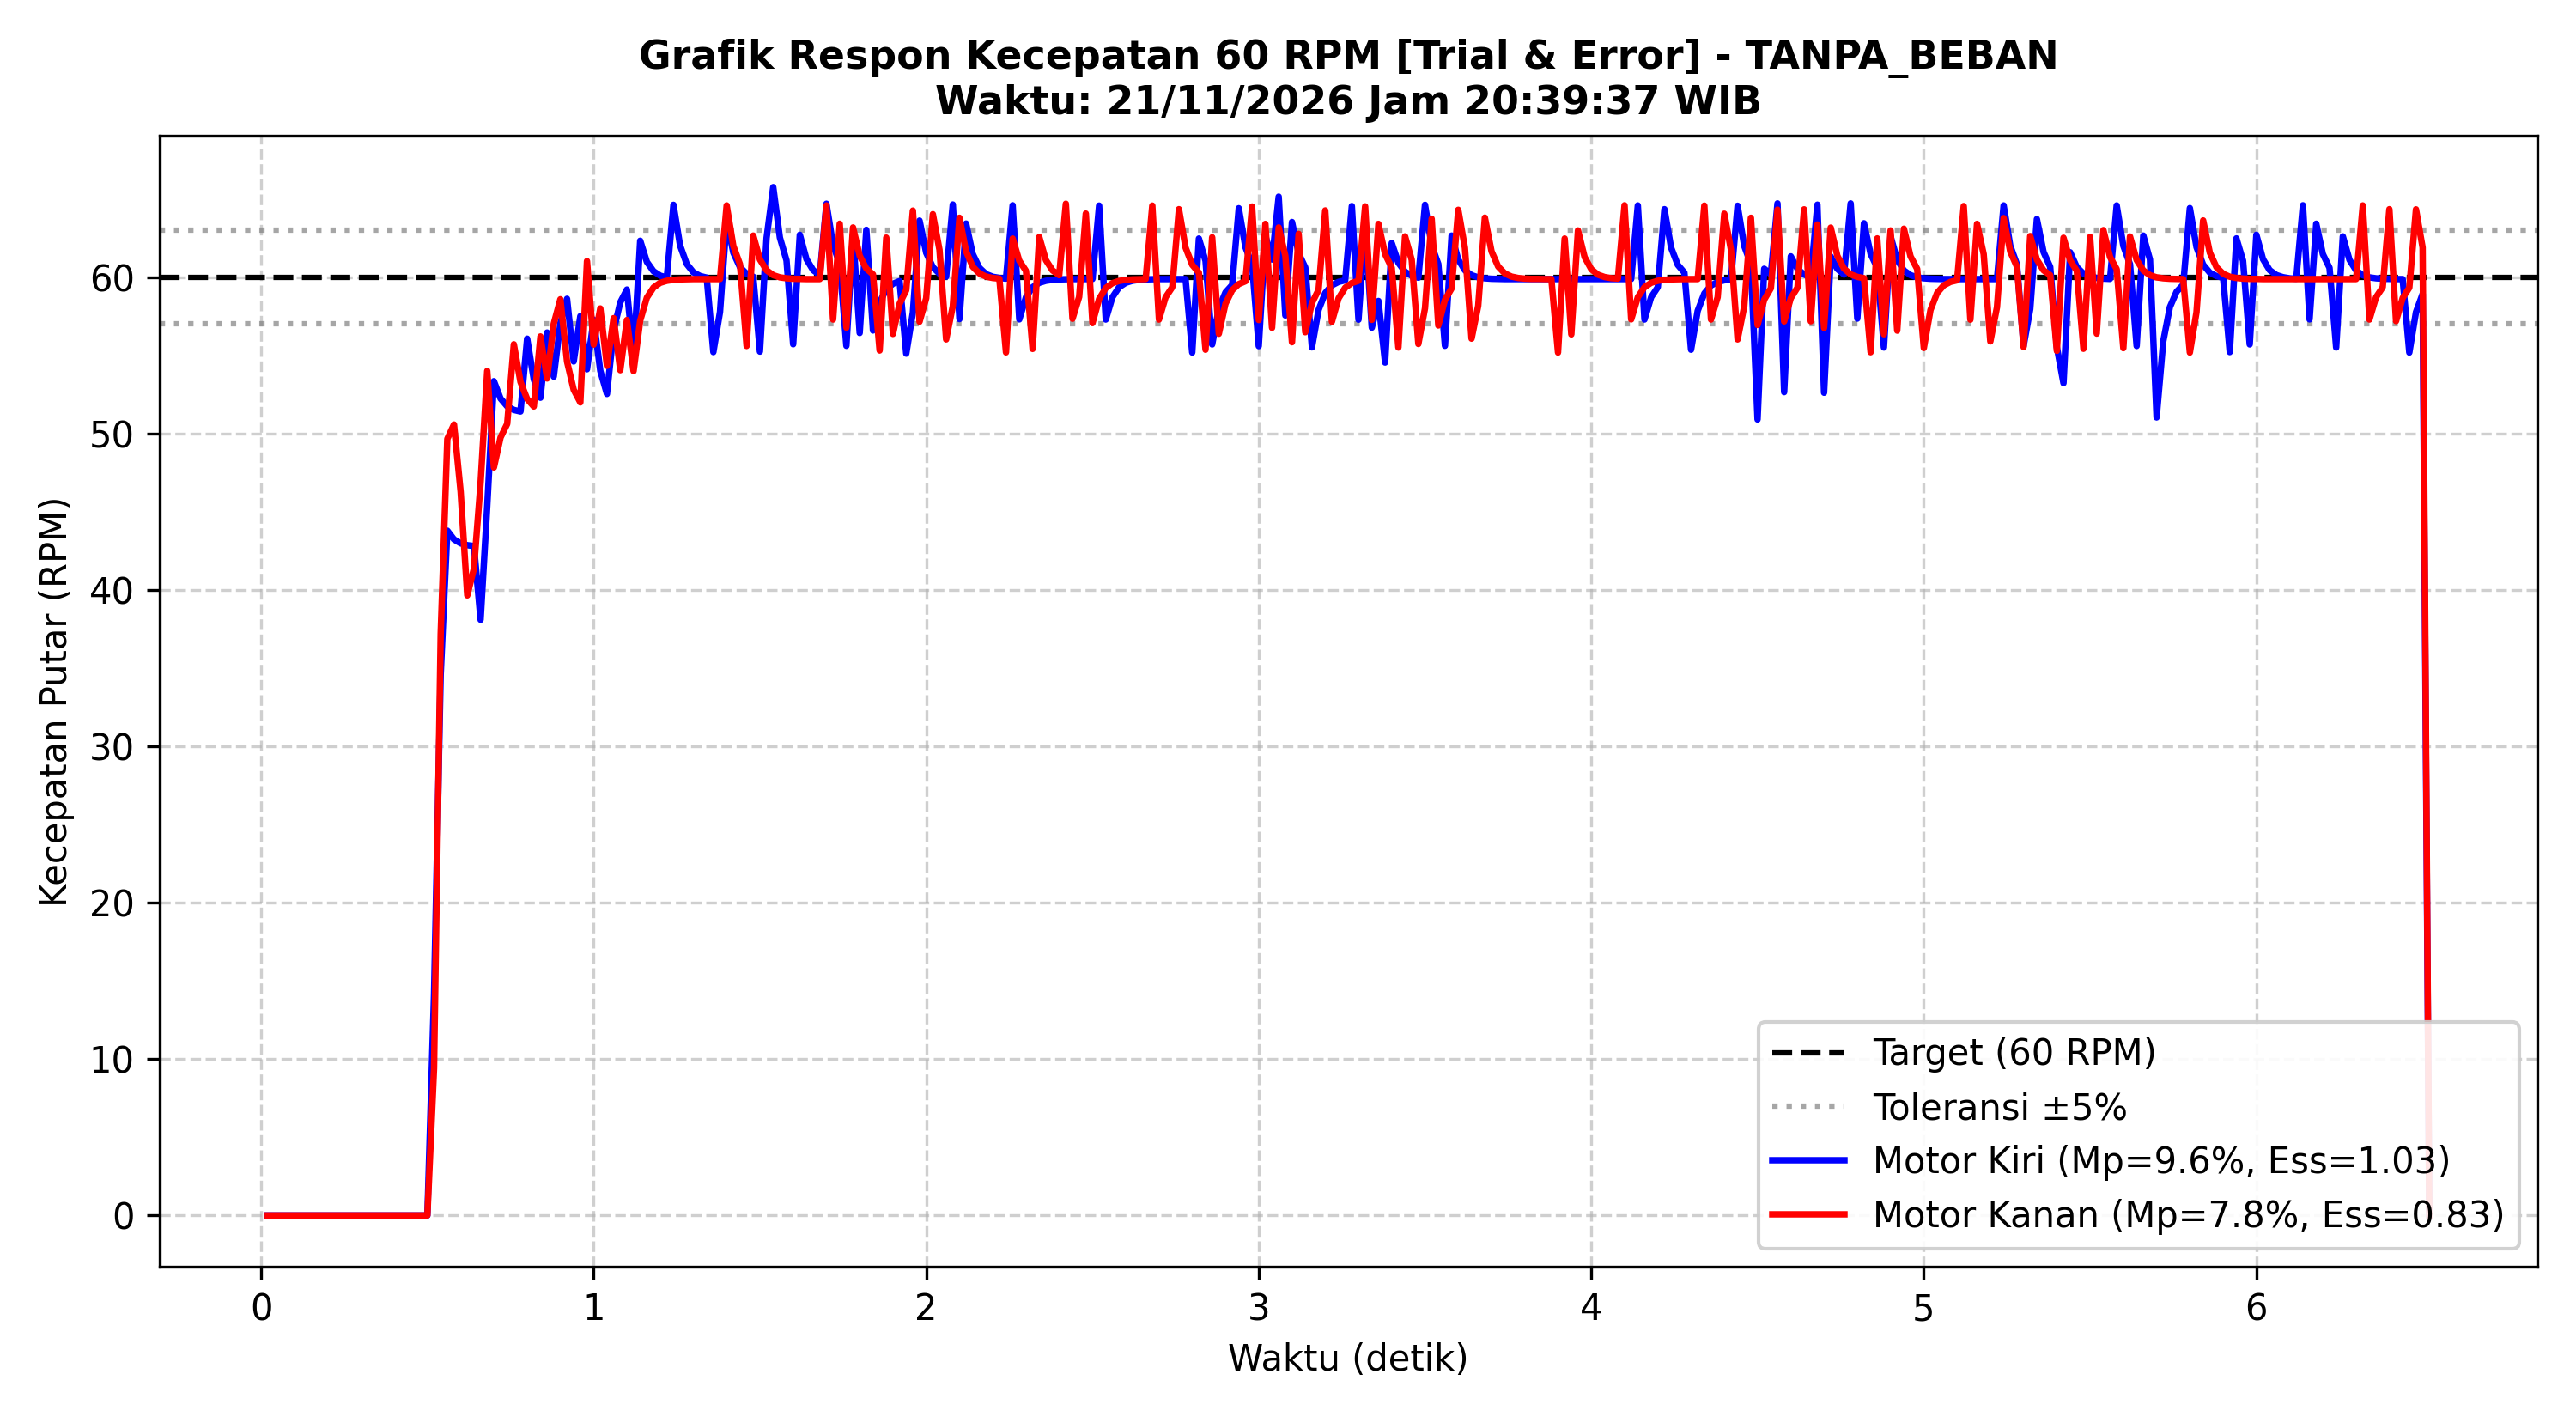 Grafik Respon Kecepatan 60 RPM [Trial & Error] - TANPA_BEBAN
Waktu: 21/11/2026 Jam 20:39:37 WIB
Kecepatan Putar (RPM)
60
50
40
30
20
10
0
0 1 2 3 4 5 6
Waktu (detik)
Target (60 RPM)
Toleransi ±5%
Motor Kiri (Mp=9.6%, Ess=1.03)
Motor Kanan (Mp=7.8%, Ess=0.83)